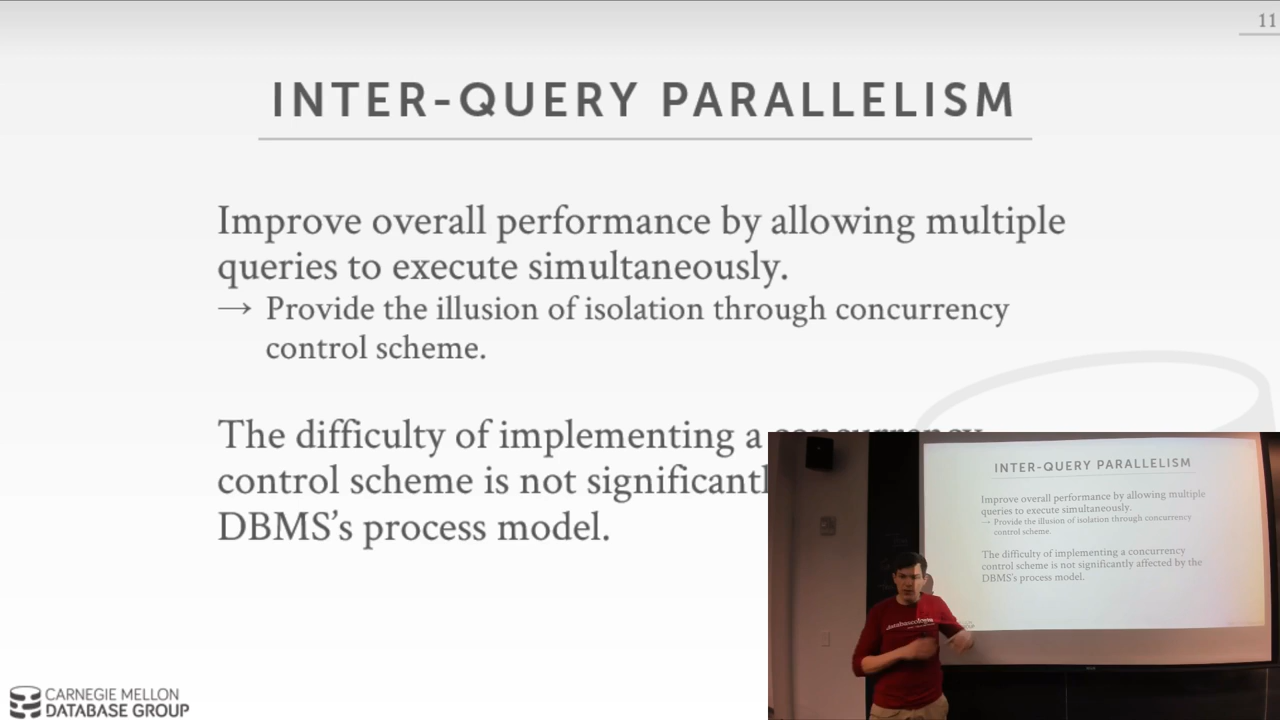 11
INTER-QUERY PARALLELISM
Improve overall performance by allowing multiple
queries to execute simultaneously.
→ Provide the illusion of isolation through concurrency
control scheme.
The difficulty of implementing a concurrency
control scheme is not significantl
DBMS's process model.
CARNEGIE MELLON
DATABASE GROUP
INTER-QUERY PARALLELISM
Improve overall performance by allowing multiple
queries to execute simultaneously.
→ Provide the illusion of isolation through concurrency
control scheme.
The difficulty of implementing a concurrency
control scheme is not significantly affected by the
DBMS's process model.